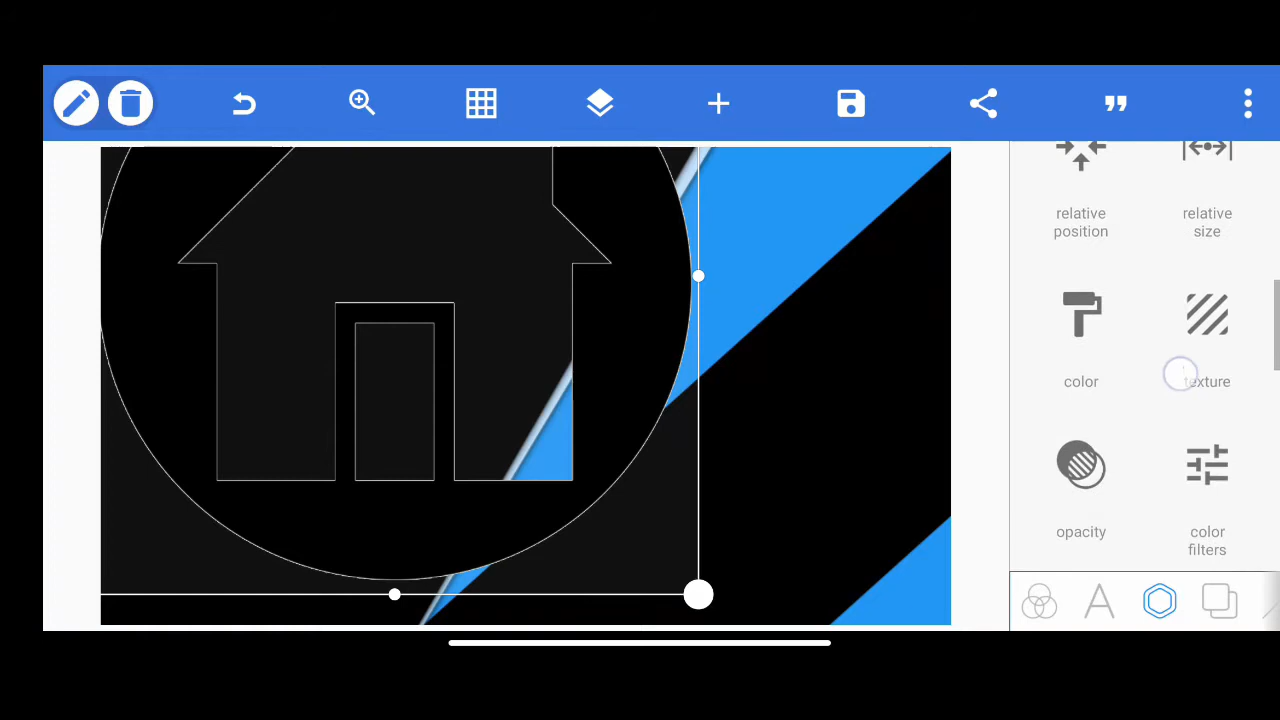 relative
position
relative
size
color
texture
opacity
color
filters